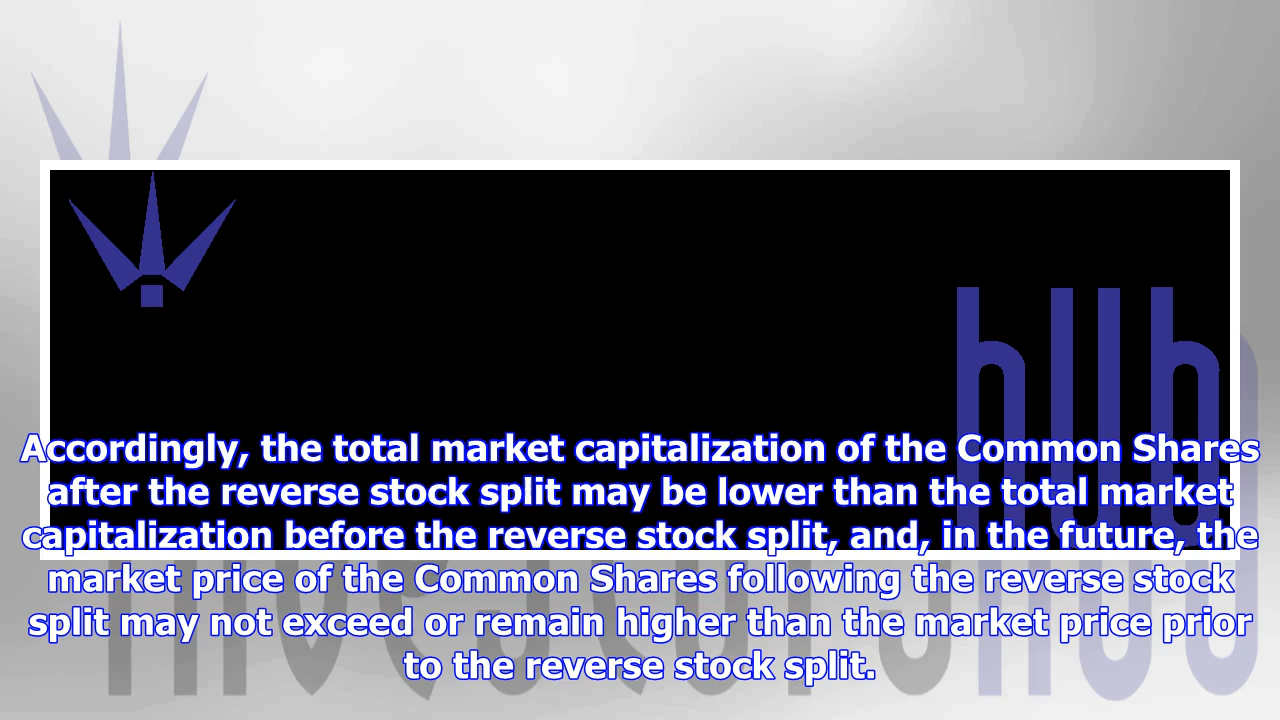 hub
Accordingly, the total market capitalization of the Common Shares
after the reverse stock split may be lower than the total market
capitalization before the reverse stock split, and, in the future, the
market price of the Common Shares following the reverse stock
split may not exceed or remain higher than the market price prior
to the reverse stock split.